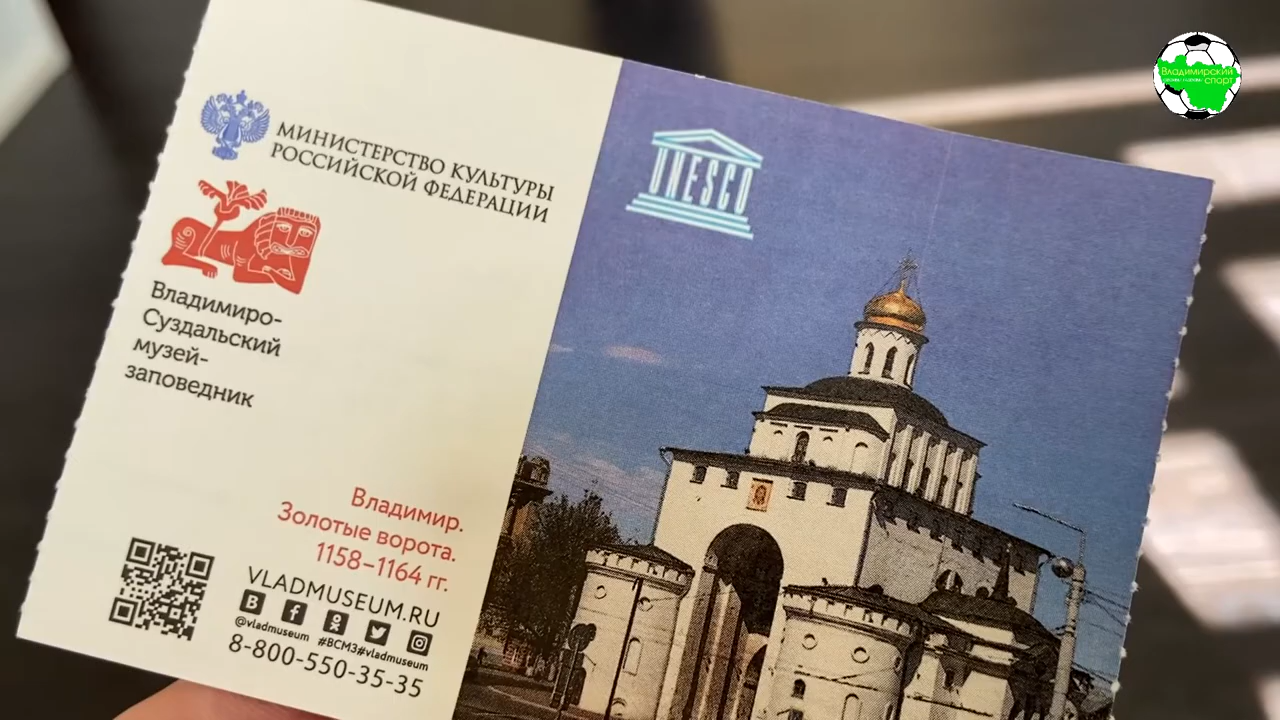 МИНИСТЕРСТВО КУЛЬТУРЫ
РОССИЙСКОЙ ФЕДЕРАЦИИ
Владимиро-
Суздальский
музей-
заповедник
Владимир.
Золотые ворота.
1158–1164 гг.
VLADMUSEUM.RU
@vladmuseum #ВСМЗ#vladmuseum
8-800-550-35-35
UNESCO
Владимирский
спорт